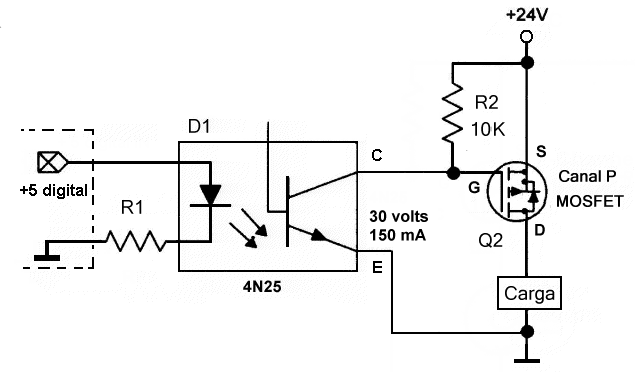 +24V
D1
R2
10K
C
S
+5 digital
G
Canal P
MOSFET
R1
30 volts
150 mA
Q2
D
E
4N25
Carga